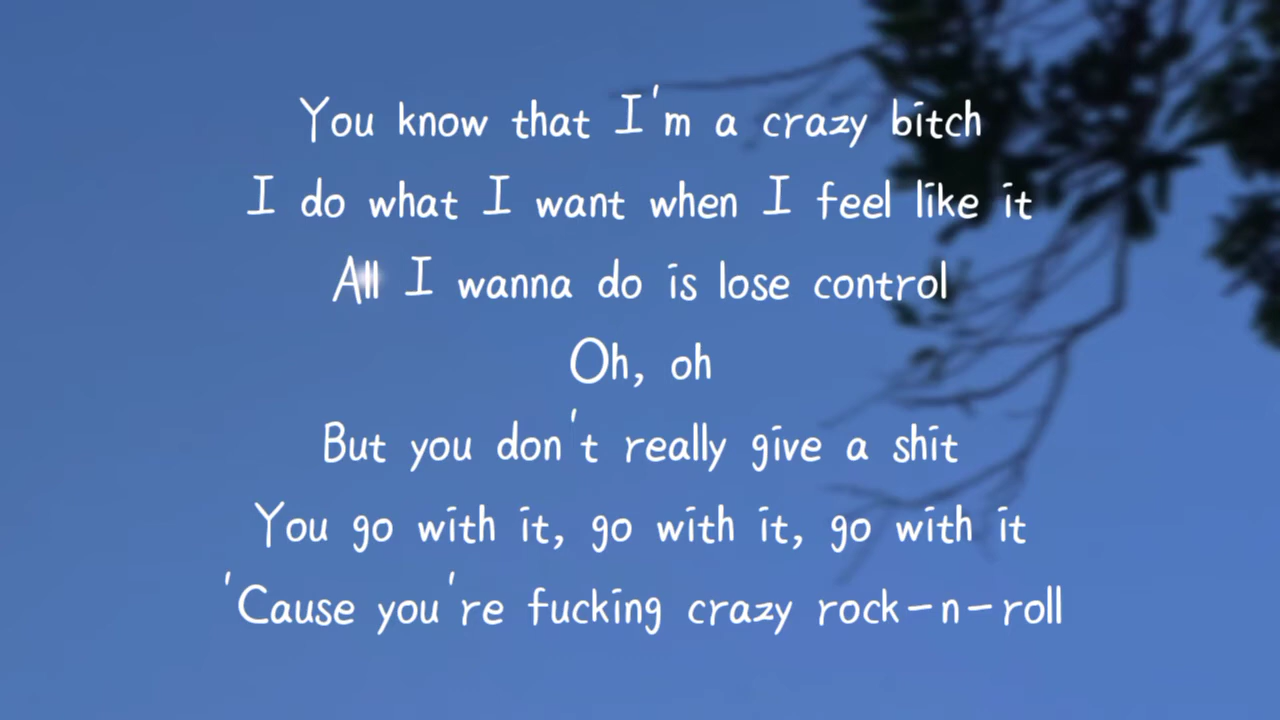 You know that I'm a crazy bitch
I do what I want when I feel like it
All I wanna do is lose control
Oh, oh
But you don't really give a shit
You go with it, go with it, go with it
'Cause you're fucking crazy rock-n-roll